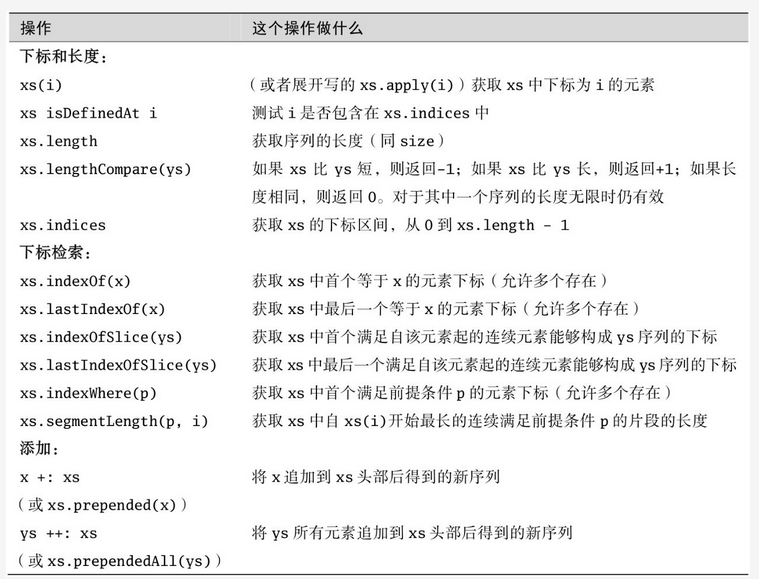 操作 这个操作做什么
下标和长度：
xs(i) （或者展开写的 xs.apply(i)）获取 xs 中下标为 i 的元素
xs isDefinedAt i 测试 i 是否包含在 xs.indices 中
xs.length 获取序列的长度（同 size）
xs.lengthCompare(ys) 如果 xs 比 ys 短，则返回-1；如果 xs 比 ys 长，则返回+1；如果长
度相同，则返回 0。对于其中一个序列的长度无限时仍有效
xs.indices 获取 xs 的下标区间，从 0 到 xs.length - 1
下标检索：
xs.indexOf(x) 获取 xs 中首个等于 x 的元素下标（允许多个存在）
xs.lastIndexOf(x) 获取 xs 中最后一个等于 x 的元素下标（允许多个存在）
xs.indexOfSlice(ys) 获取 xs 中首个满足自该元素起的连续元素能够构成 ys 序列的下标
xs.lastIndexOfSlice(ys) 获取 xs 中最后一个满足自该元素起的连续元素能够构成 ys 序列的下标
xs.indexWhere(p) 获取 xs 中首个满足前提条件 p 的元素下标（允许多个存在）
xs.segmentLength(p, i) 获取 xs 中自 xs(i)开始最长的连续满足前提条件 p 的片段的长度
添加：
x +: xs 将 x 追加到 xs 头部后得到的新序列
（或 xs.prepended(x)）
ys ++: xs 将 ys 所有元素追加到 xs 头部后得到的新序列
（或 xs.prependedAll(ys)）